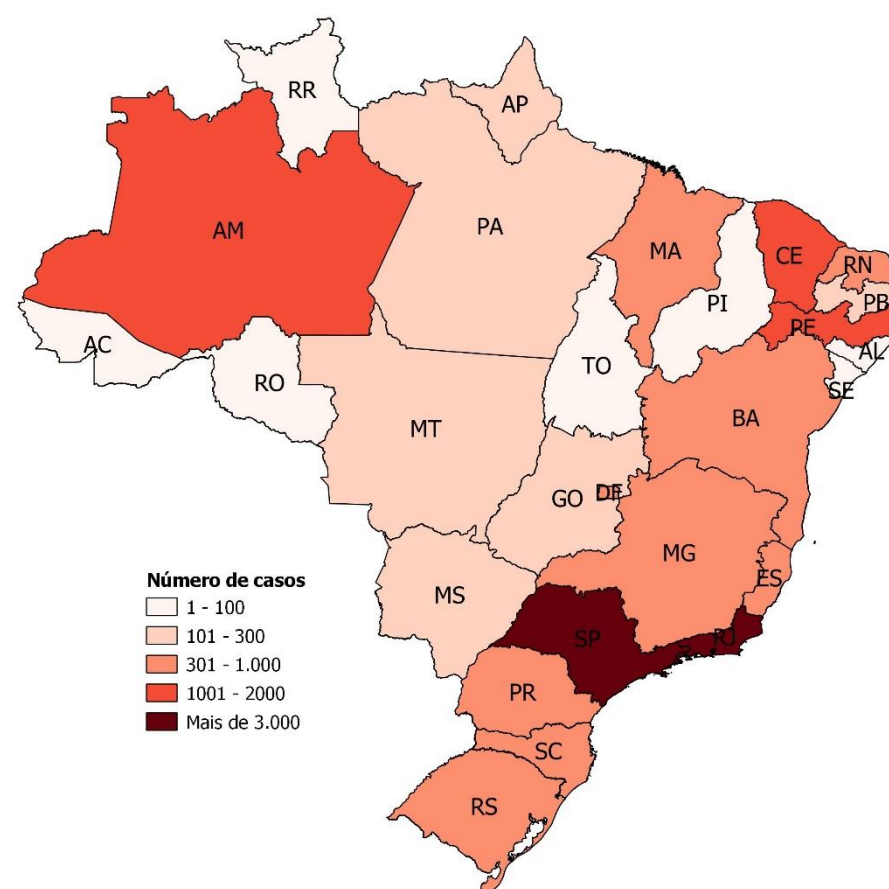 RR
AP
AM
PA
MA
CE
RN
PB
PI
PE
AC
AL
TO
RO
SE
BA
MT
DF
GO
MG
ES
MS
SP
RJ
PR
SC
RS
Número de casos
1 - 100
101 - 300
301 - 1.000
1001 - 2000
Mais de 3.000